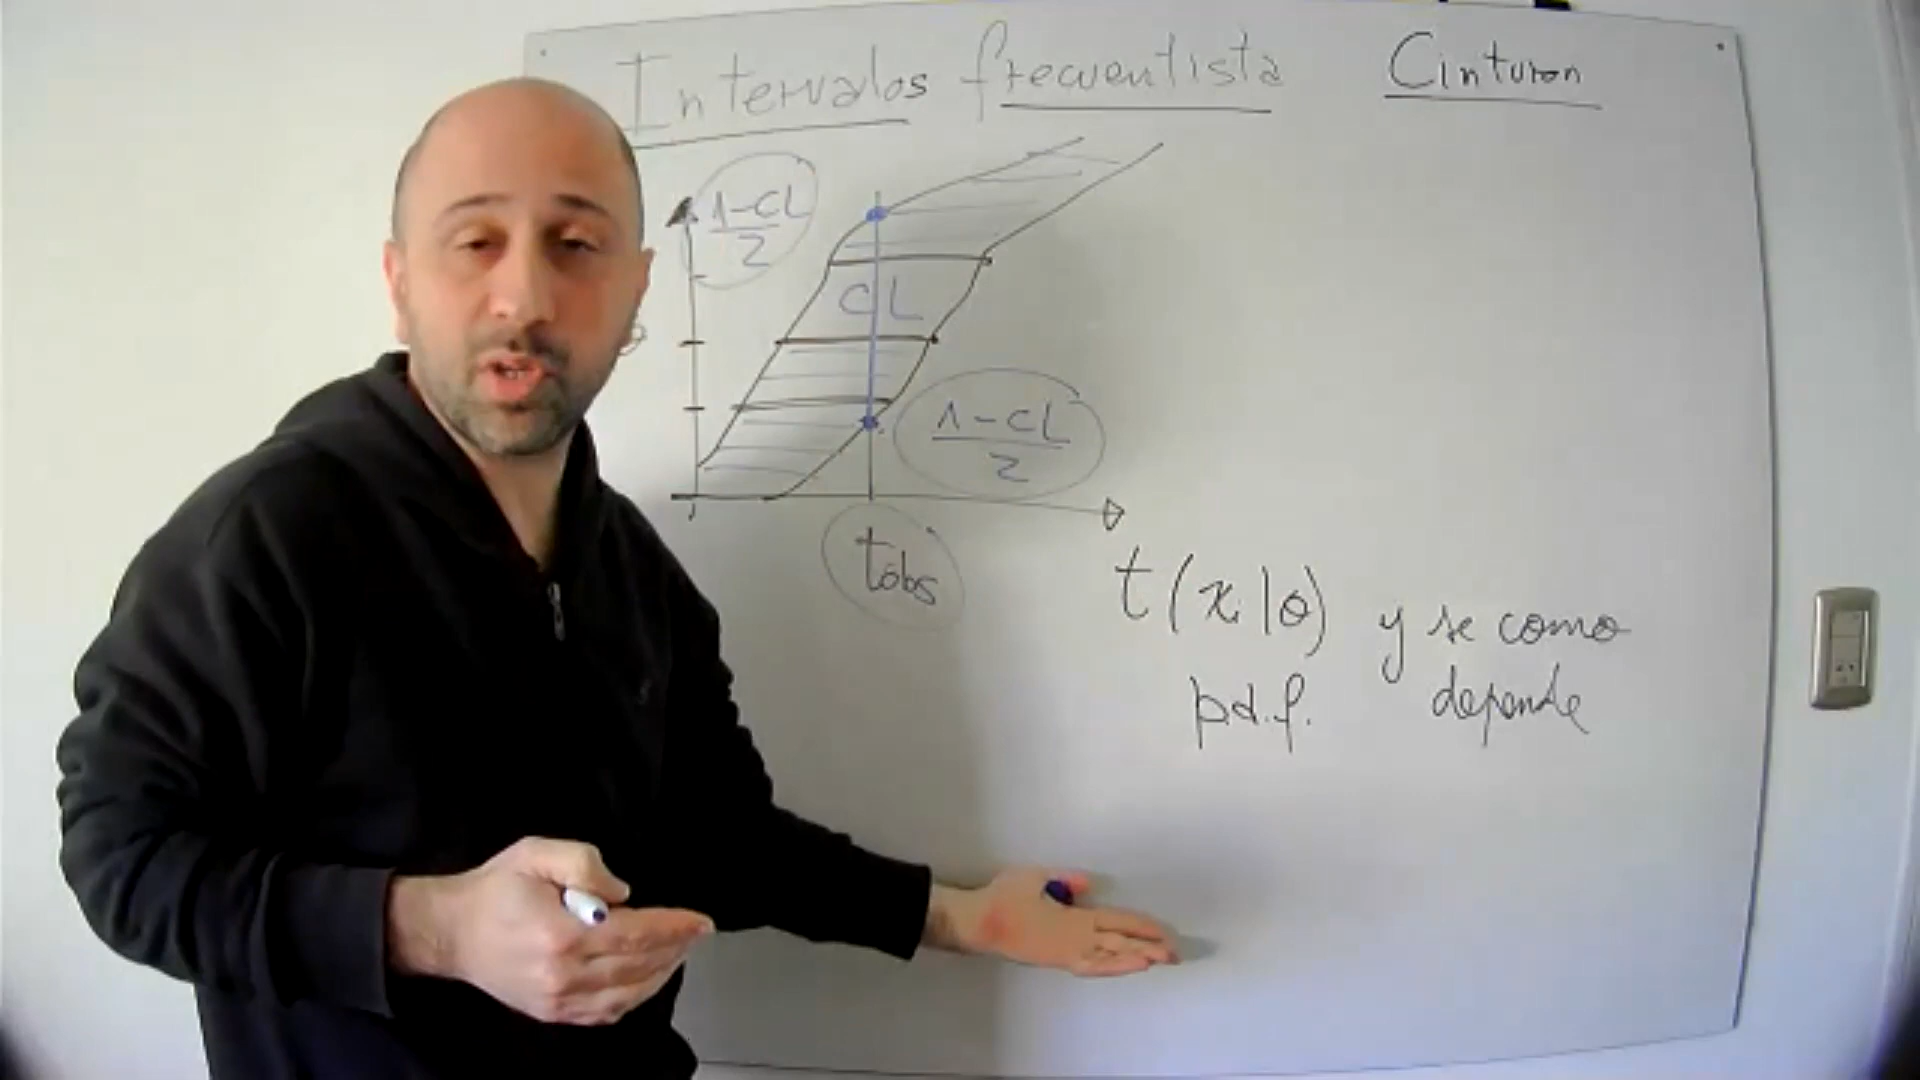 Intervalos frecuentista Cinturon
1-CL
2
CL
1-CL
2
θ
tobs
t(x|θ) y se como
p.d.f. depende